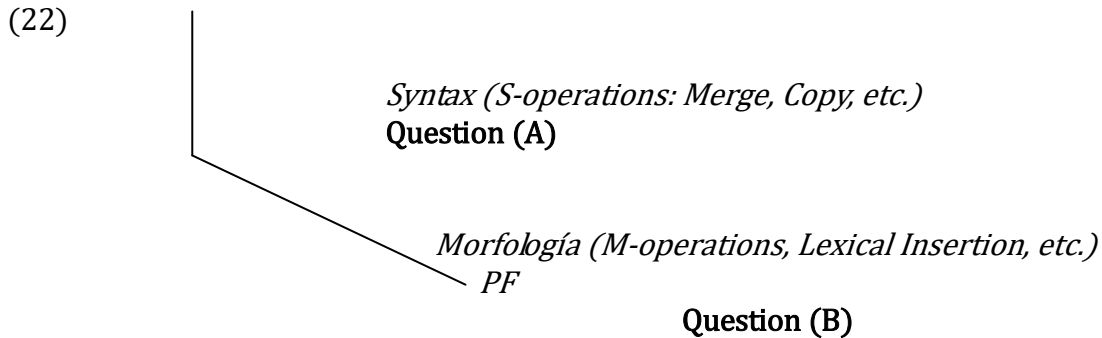 (22)
Syntax (S-operations: Merge, Copy, etc.)
Question (A)
Morfología (M-operations, Lexical Insertion, etc.)
PF
Question (B)